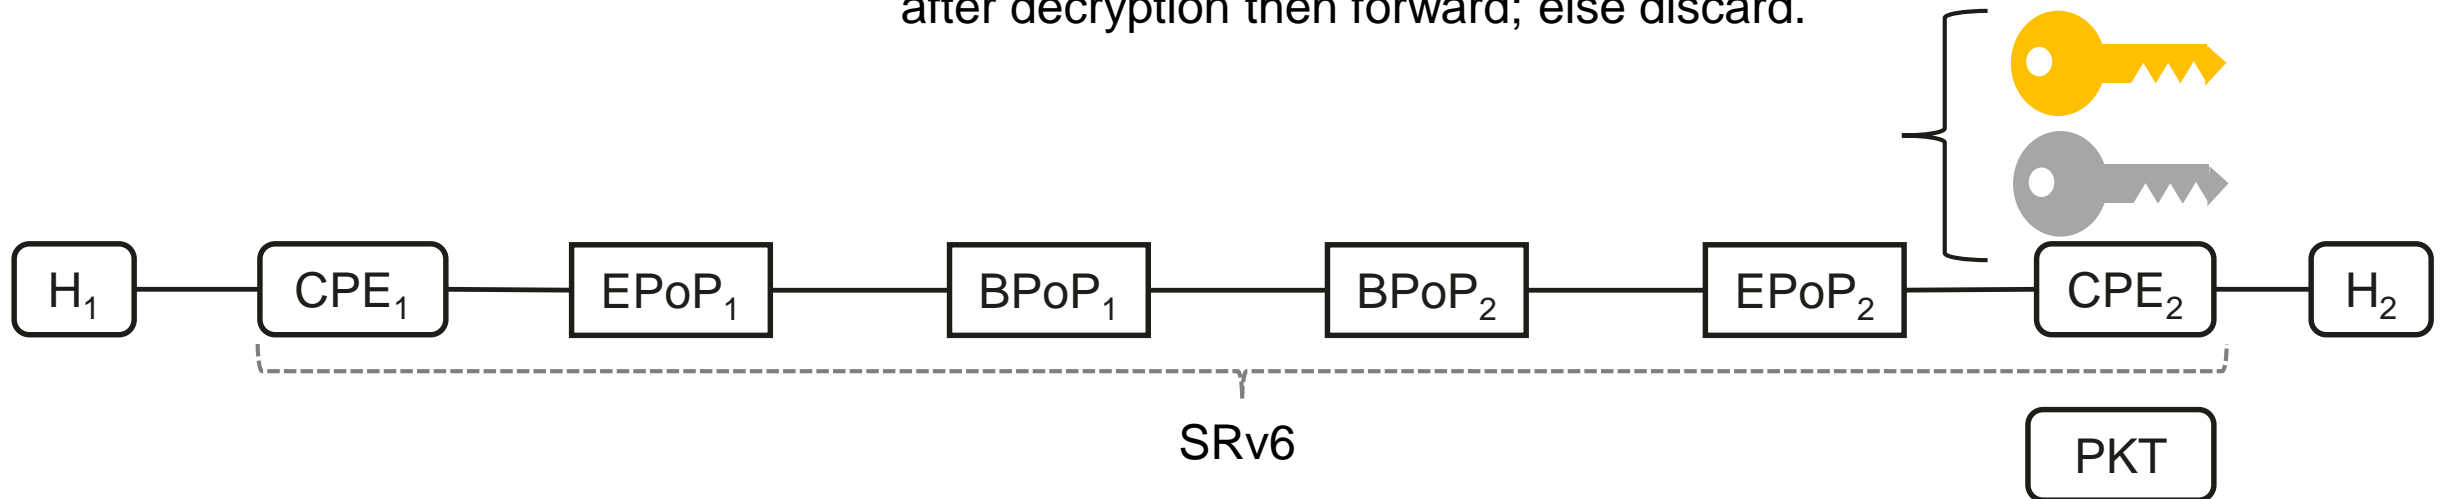 after decryption then forward; else discard.
H₁ CPE₁ EPoP₁ BPoP₁ BPoP₂ EPoP₂ CPE₂ H₂
SRv6
PKT